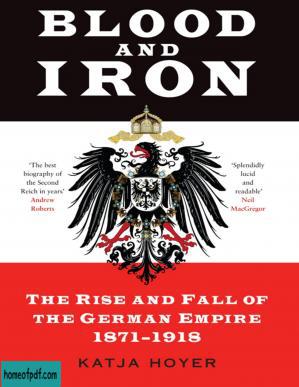 BLOOD
AND
IRON
'The best
biography
of the
Second
Reich in years'
Andrew
Roberts
'Splendidly
lucid
and
readable'
Neil
MacGregor
THE RISE AND FALL OF
THE GERMAN EMPIRE
1871–1918
KATJA HOYER
homeofpdf.com